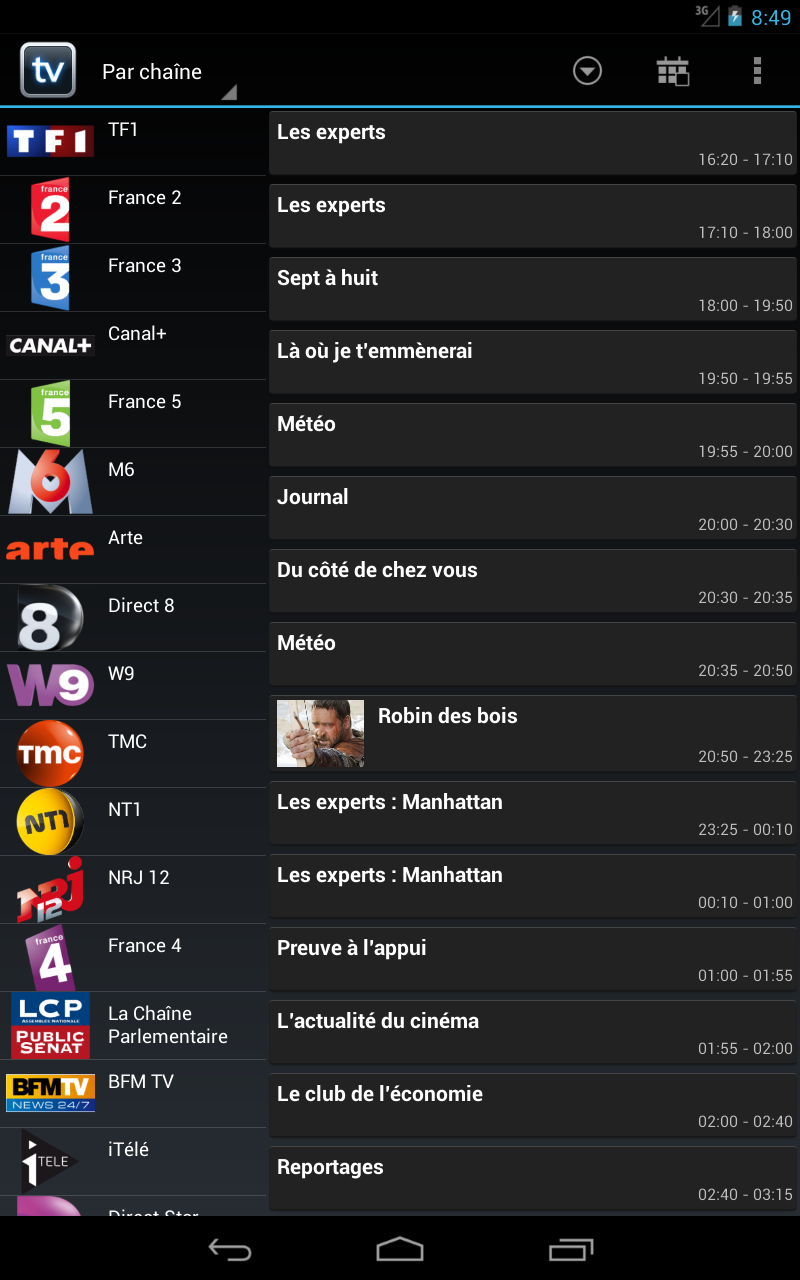 3G 8:49
tv Par chaîne
TF1
TF1
france
2
France 2
france
3
France 3
CANAL+
Canal+
france
5
France 5
M6
M6
arte
Arte
8
Direct 8
W9
W9
TMC
TMC
NT1
NT1
NRJ
12
NRJ 12
france
4
France 4
LCP
ASSEMBLÉE NATIONALE
PUBLIC
SENAT
La Chaîne
Parlementaire
BFMTV
NEWS 24/7
BFM TV
i TELE
iTélé
Direct Star
Les experts
16:20 - 17:10
Les experts
17:10 - 18:00
Sept à huit
18:00 - 19:50
Là où je t'emmènerai
19:50 - 19:55
Météo
19:55 - 20:00
Journal
20:00 - 20:30
Du côté de chez vous
20:30 - 20:35
Météo
20:35 - 20:50
Robin des bois
20:50 - 23:25
Les experts : Manhattan
23:25 - 00:10
Les experts : Manhattan
00:10 - 01:00
Preuve à l'appui
01:00 - 01:55
L'actualité du cinéma
01:55 - 02:00
Le club de l'économie
02:00 - 02:40
Reportages
02:40 - 03:15